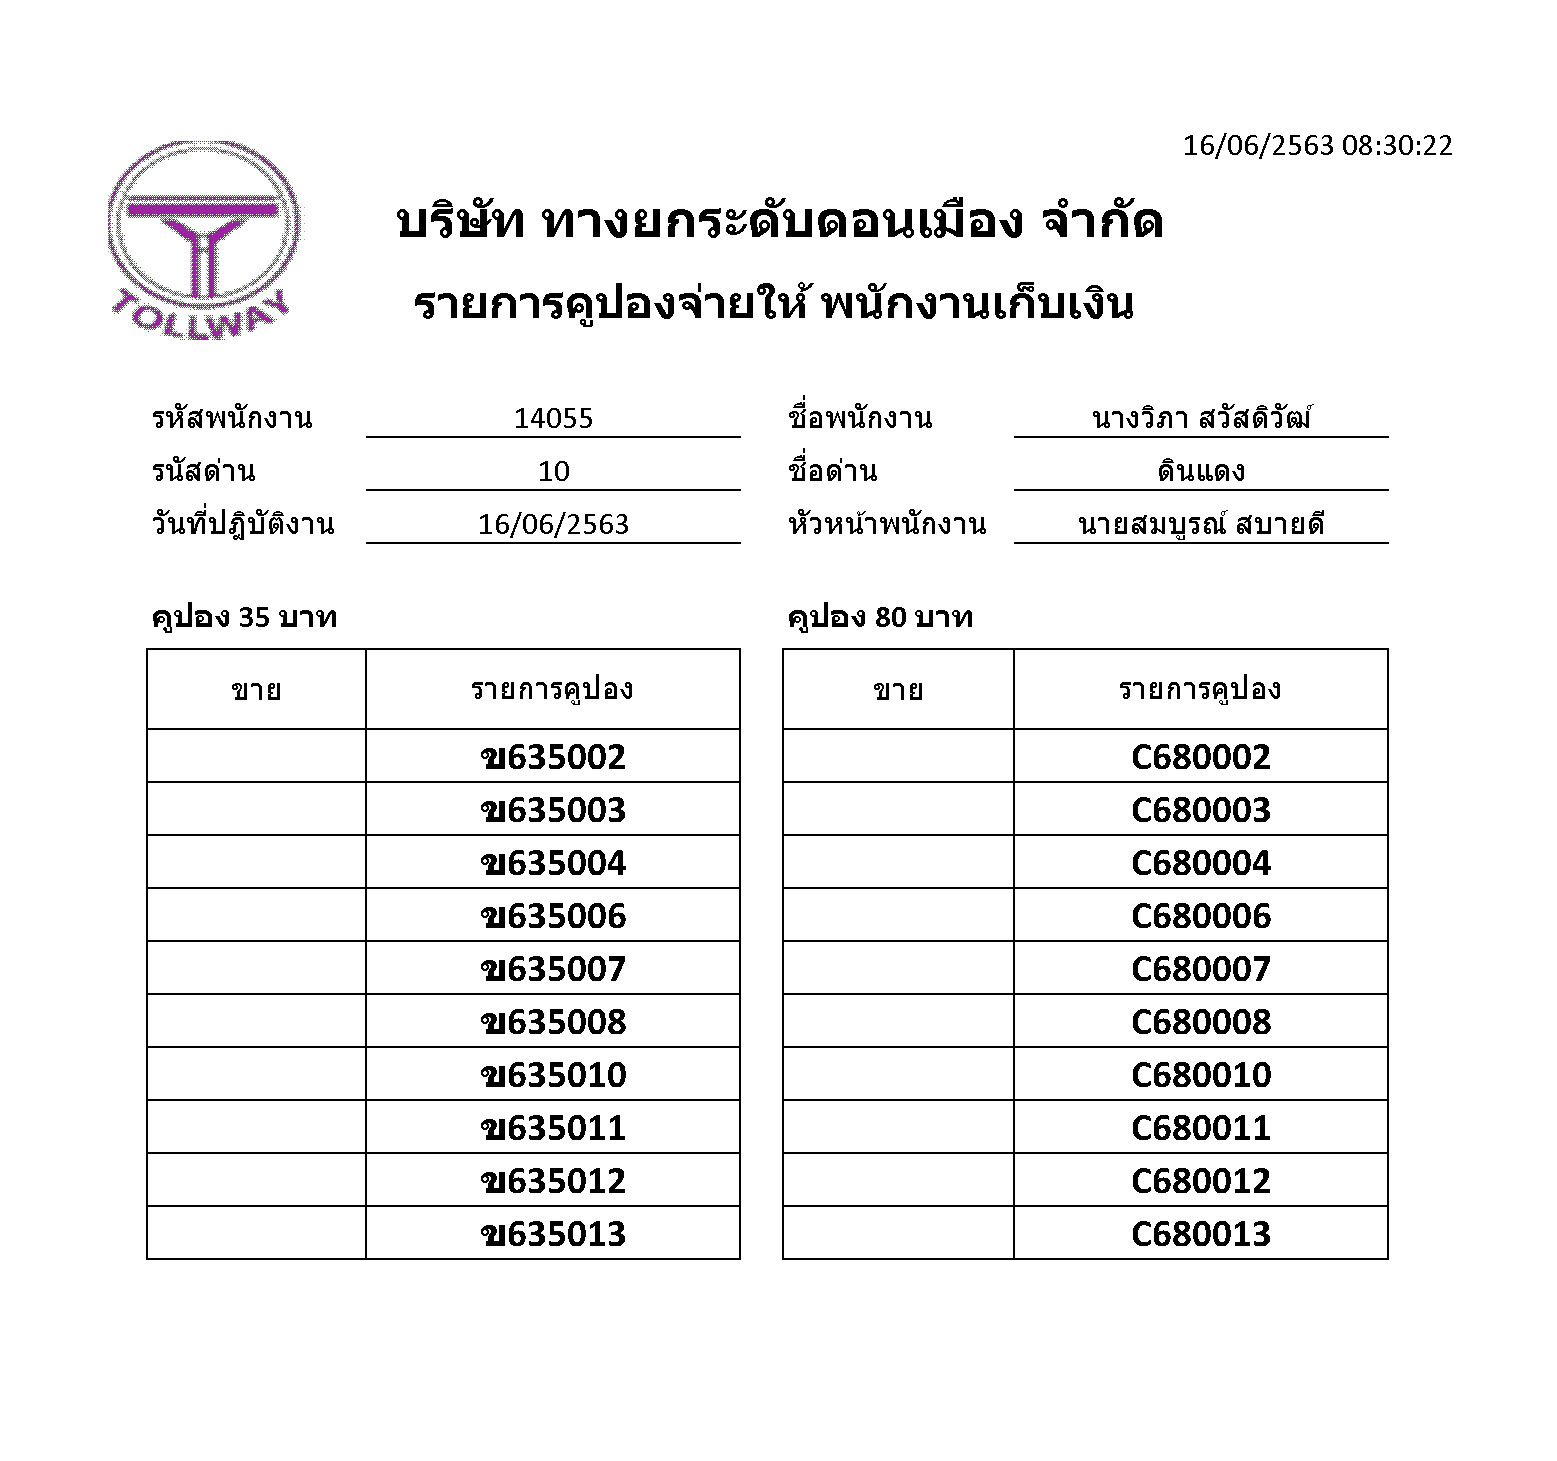 16/06/2563 08:30:22
TOLLWAY
บริษัท ทางยกระดับดอนเมือง จำกัด
รายการคูปองจ่ายให้ พนักงานเก็บเงิน
รหัสพนักงาน 14055 ชื่อพนักงาน นางวิภา สวัสดิวัฒ์
รนัสด่าน 10 ชื่อด่าน ดินแดง
วันที่ปฎิบัติงาน 16/06/2563 หัวหน้าพนักงาน นายสมบูรณ์ สบายดี
คูปอง 35 บาท คูปอง 80 บาท
ขาย รายการคูปอง ขาย รายการคูปอง
ฃ635002 C680002
ฃ635003 C680003
ฃ635004 C680004
ฃ635006 C680006
ฃ635007 C680007
ฃ635008 C680008
ฃ635010 C680010
ฃ635011 C680011
ฃ635012 C680012
ฃ635013 C680013